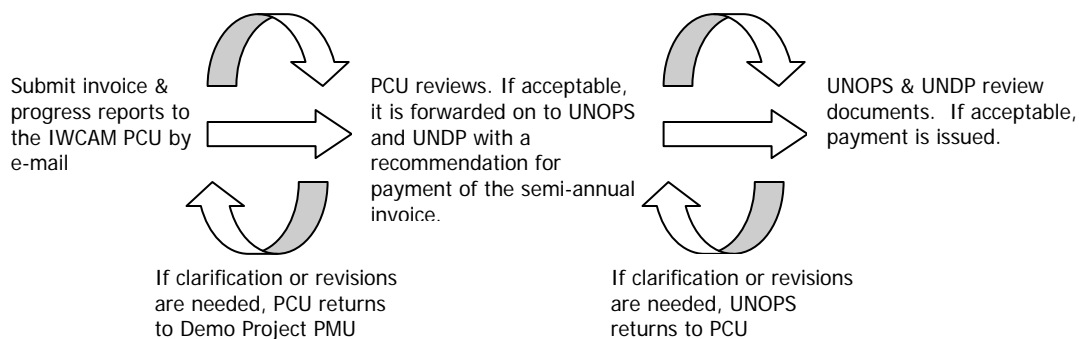 Submit invoice &
progress reports to
the IWCAM PCU by
e-mail
PCU reviews. If acceptable,
it is forwarded on to UNOPS
and UNDP with a
recommendation for
payment of the semi-annual
invoice.
UNOPS & UNDP review
documents.  If acceptable,
payment is issued.
If clarification or revisions
are needed, PCU returns
to Demo Project PMU
If clarification or revisions
are needed, UNOPS
returns to PCU